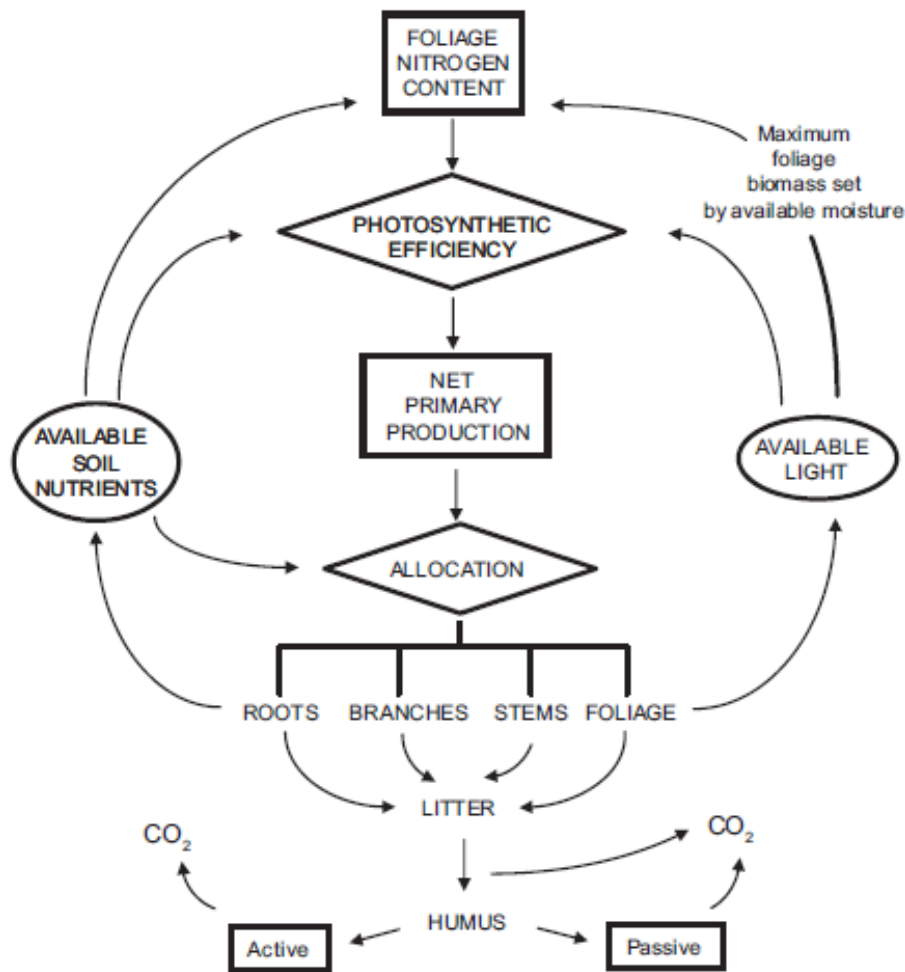 FOLIAGE
NITROGEN
CONTENT
Maximum
foliage
biomass set
by available moisture
PHOTOSYNTHETIC
EFFICIENCY
NET
PRIMARY
PRODUCTION
AVAILABLE
SOIL
NUTRIENTS
AVAILABLE
LIGHT
ALLOCATION
ROOTS BRANCHES STEMS FOLIAGE
LITTER
CO2
CO2
HUMUS
Active
Passive